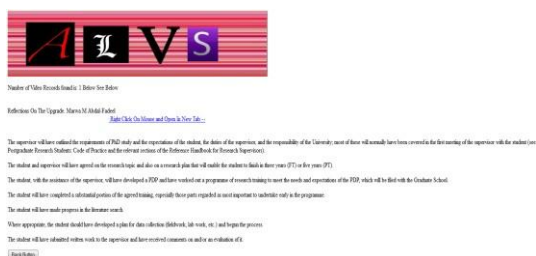 A L V S
Number of Video Records found is: 1 Below See Below
Reflections On The Upgrade. Marwa M Abdul-Fadeel
Right Click On Mouse and Open In New Tab --
The supervisor will have outlined the requirements of PhD study and the expectations of the student, the duties of the supervisor, and the responsibility of the University; most of these will normally have been covered in the first meeting of the supervisor with the student (see
Postgraduate Research Students: Code of Practice and the relevant sections of the Reference Handbook for Research Supervisors).
The student and supervisor will have agreed on the research topic and also on a research plan that will enable the student to finish in three years (FT) or five years (PT).
The student, with the assistance of the supervisor, will have developed a PDP and have worked out a programme of research training to meet the needs and expectations of the PDP, which will be filed with the Graduate School.
The student will have completed a substantial portion of the agreed training, especially those parts regarded as most important to undertake study in the programme.
The student will have made progress in the literature search.
Where appropriate, the student should have developed a plan for data collection (fieldwork, lab work, etc.) and begun the process.
The student will have submitted written work to the supervisor and have received comments on and/or an evaluation of it.
Back Button